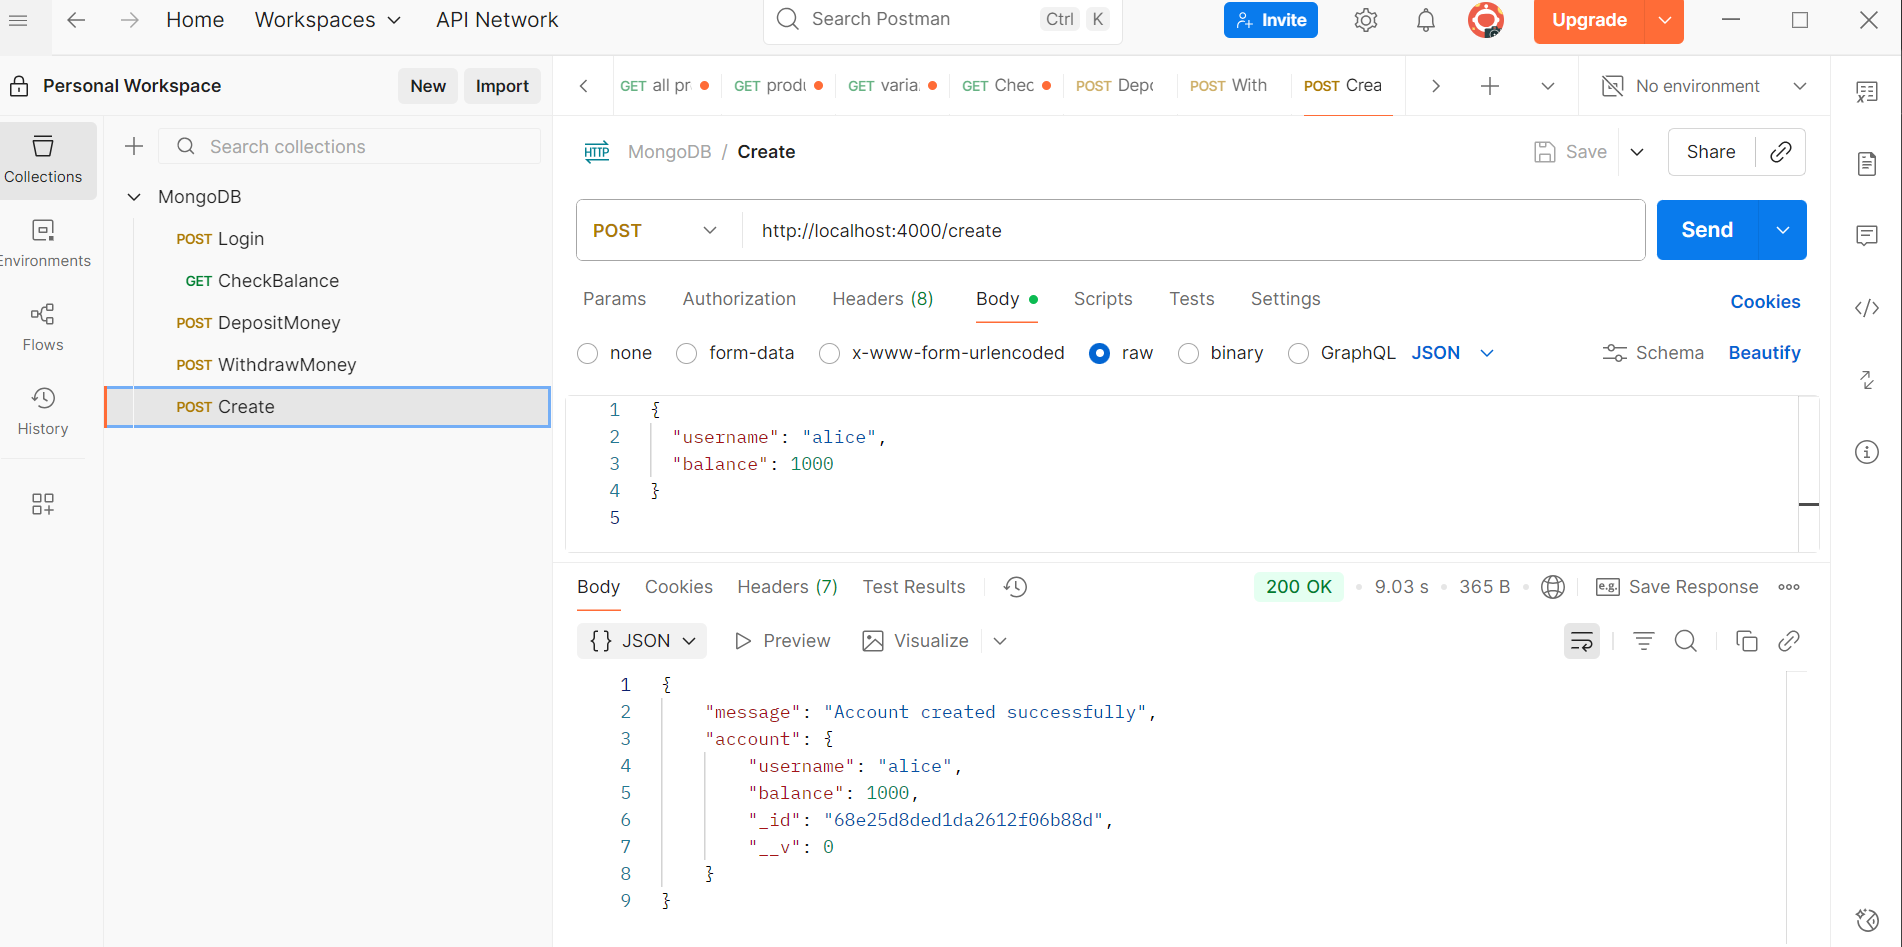 Home Workspaces API Network Search Postman Ctrl K Invite Upgrade
Personal Workspace New Import
GET all pr GET produ GET varia GET Chec POST Depo POST With POST Crea No environment
Collections
Environments
Flows
History
Search collections
MongoDB
POST Login
GET CheckBalance
POST DepositMoney
POST WithdrawMoney
POST Create
HTTP MongoDB / Create Save Share
POST http://localhost:4000/create Send
Params Authorization Headers (8) Body Scripts Tests Settings Cookies
none form-data x-www-form-urlencoded raw binary GraphQL JSON Schema Beautify
1 {
2 "username": "alice",
3 "balance": 1000
4 }
5
Body Cookies Headers (7) Test Results 200 OK • 9.03 s • 365 B • e.g. Save Response
{} JSON Preview Visualize
1 {
2 "message": "Account created successfully",
3 "account": {
4 "username": "alice",
5 "balance": 1000,
6 "_id": "68e25d8ded1da2612f06b88d",
7 "__v": 0
8 }
9 }